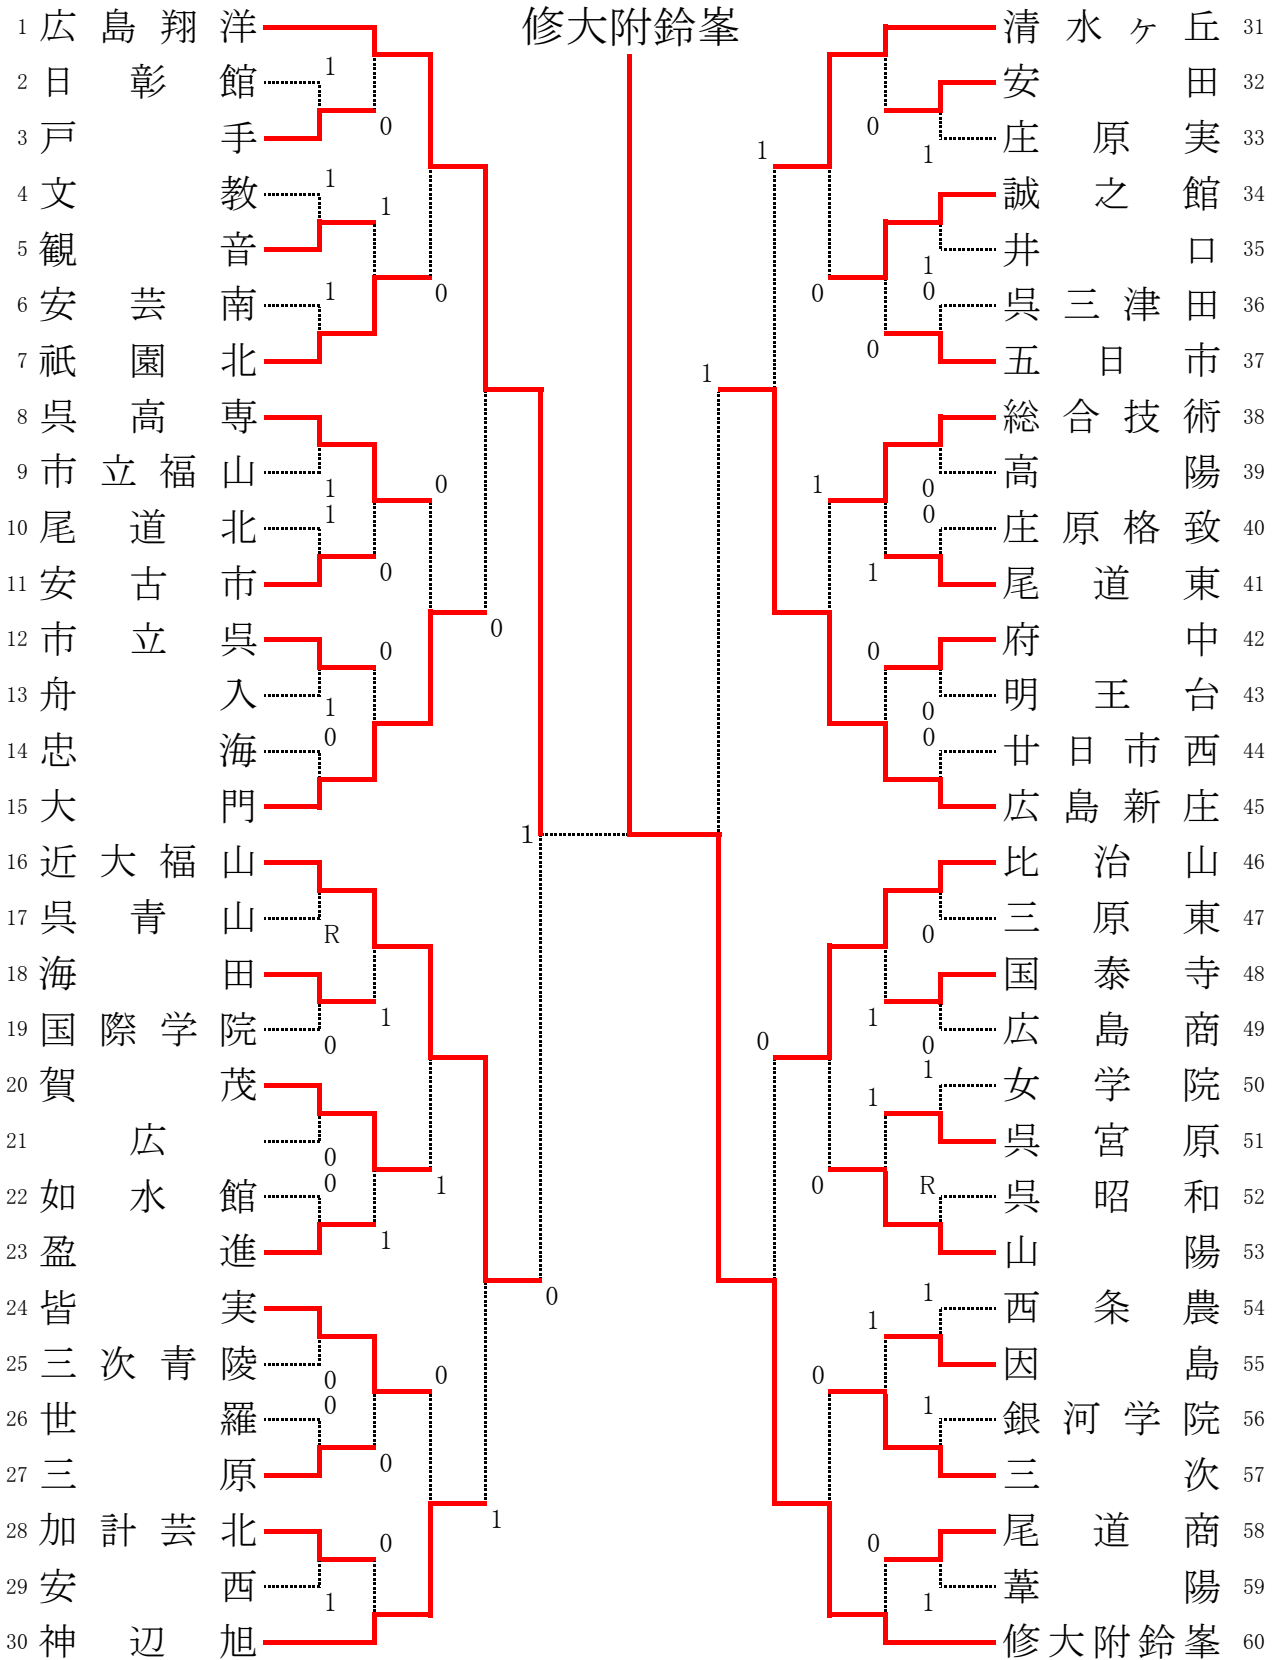 修大附鈴峯
1 広島翔洋
2 日彰館
3 戸手
4 文教
5 観音
6 安芸南
7 祇園北
8 呉高専
9 市立福山
10 尾道北
11 安古市
12 市立呉
13 舟入
14 忠海
15 大門
16 近大福山
17 呉青山
18 海田
19 国際学院
20 賀茂
21 広
22 如水館
23 盈進
24 皆実
25 三次青陵
26 世羅
27 三原
28 加計芸北
29 安西
30 神辺旭
1
0
1
1
0
1
1
0
1
0
0
0
1
0
0
1
R
1
0
0
0
1
1
0
0
0
0
0
1
0
1
清水ヶ丘 31
安田 32
庄原実 33
誠之館 34
井口 35
呉三津田 36
五日市 37
総合技術 38
高陽 39
庄原格致 40
尾道東 41
府中 42
明王台 43
廿日市西 44
広島新庄 45
比治山 46
三原東 47
国泰寺 48
広島商 49
女学院 50
呉宮原 51
呉昭和 52
山陽 53
西条農 54
因島 55
銀河学院 56
三次 57
尾道商 58
葦陽 59
修大附鈴峯 60
0
1
1
1
0
0
0
1
1
0
0
1
0
0
0
0
1
0
0
1
1
0
R
1
1
0
1
0
1